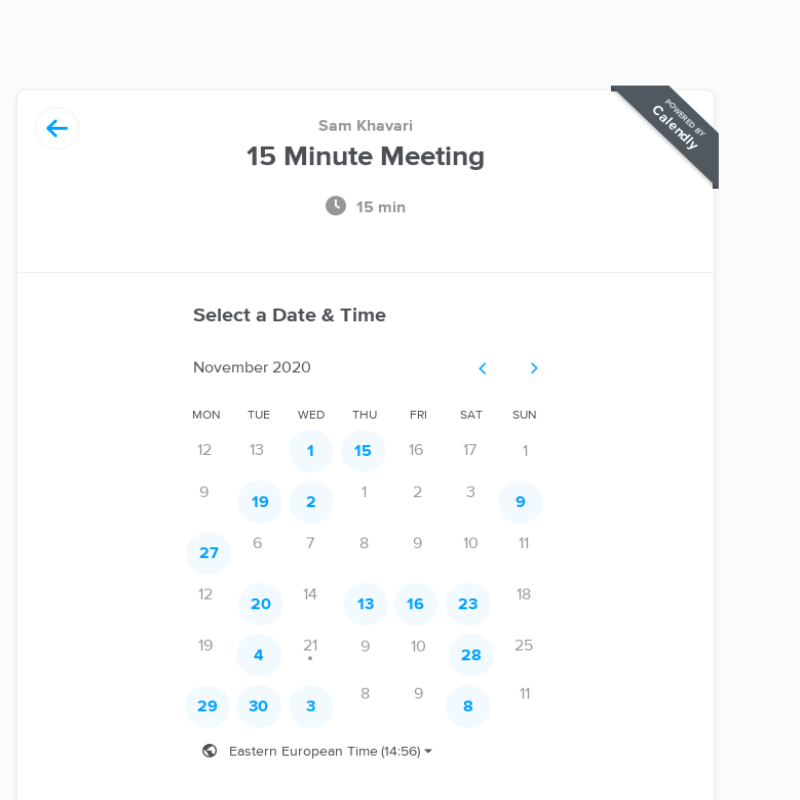 POWERED BY
Calendly
Sam Khavari
15 Minute Meeting
15 min
Select a Date & Time
November 2020
MON TUE WED THU FRI SAT SUN
12 13 1 15 16 17 1
9 19 2 1 2 3 9
27 6 7 8 9 10 11
12 20 14 13 16 23 18
19 4 21 9 10 28 25
29 30 3 8 9 8 11
Eastern European Time (14:56)